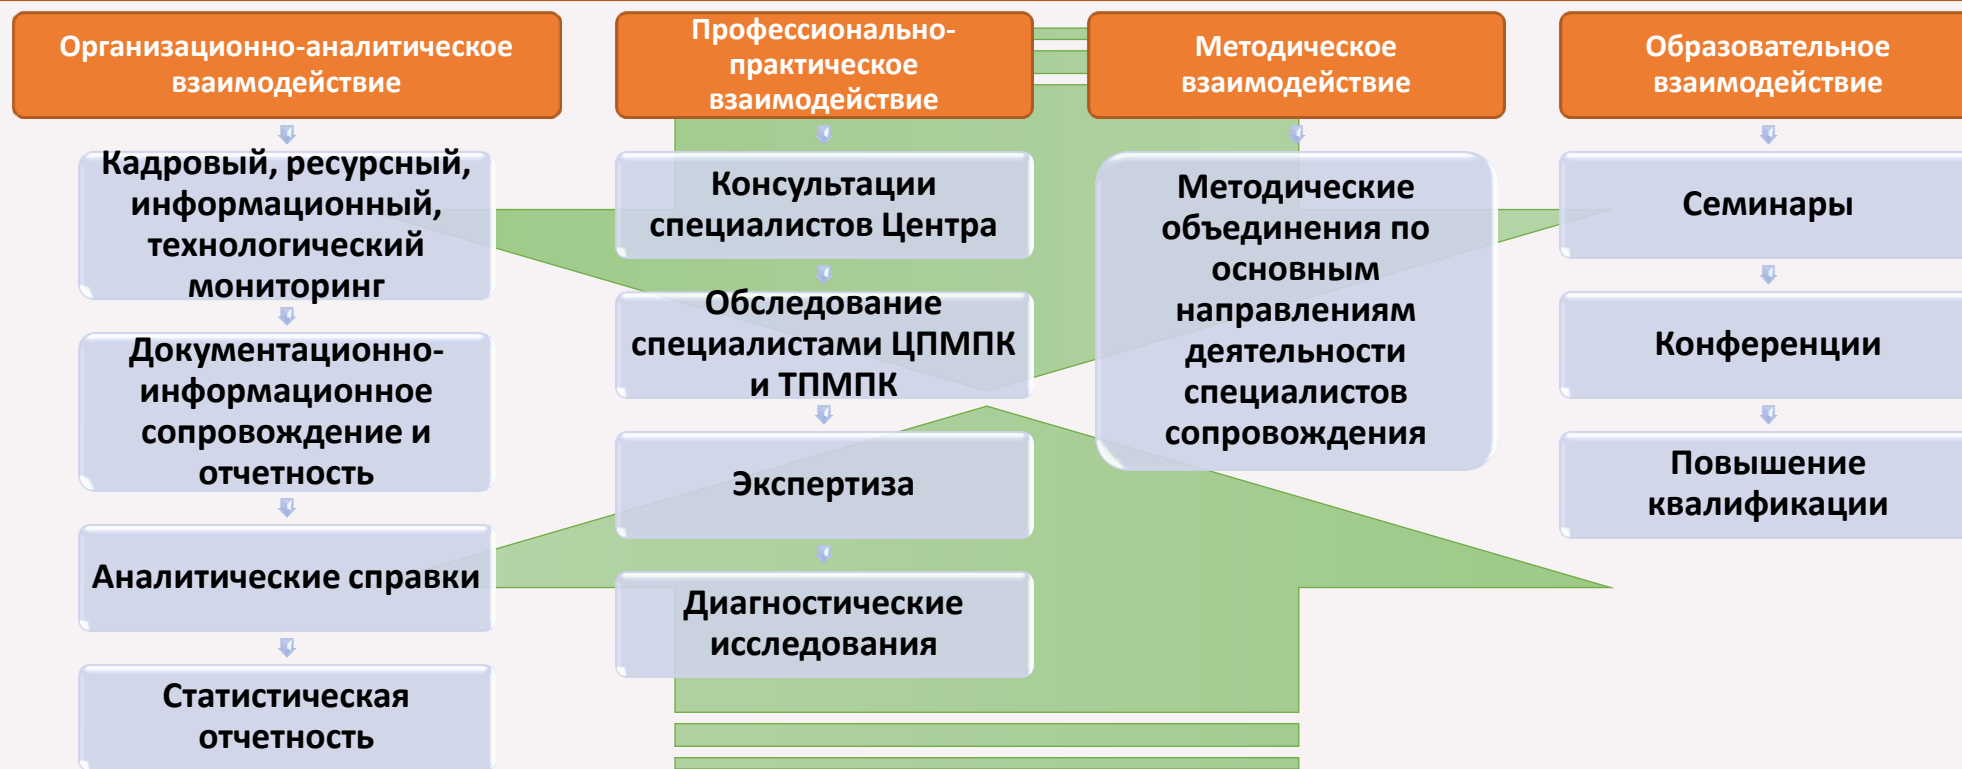 Организационно-аналитическое
взаимодействие
Кадровый, ресурсный,
информационный,
технологический
мониторинг
Документационно-
информационное
сопровождение и
отчетность
Аналитические справки
Статистическая
отчетность
Профессионально-
практическое
взаимодействие
Консультации
специалистов Центра
Обследование
специалистами ЦПМПК
и ТПМПК
Экспертиза
Диагностические
исследования
Методическое
взаимодействие
Методические
объединения по
основным
направлениям
деятельности
специалистов
сопровождения
Образовательное
взаимодействие
Семинары
Конференции
Повышение
квалификации